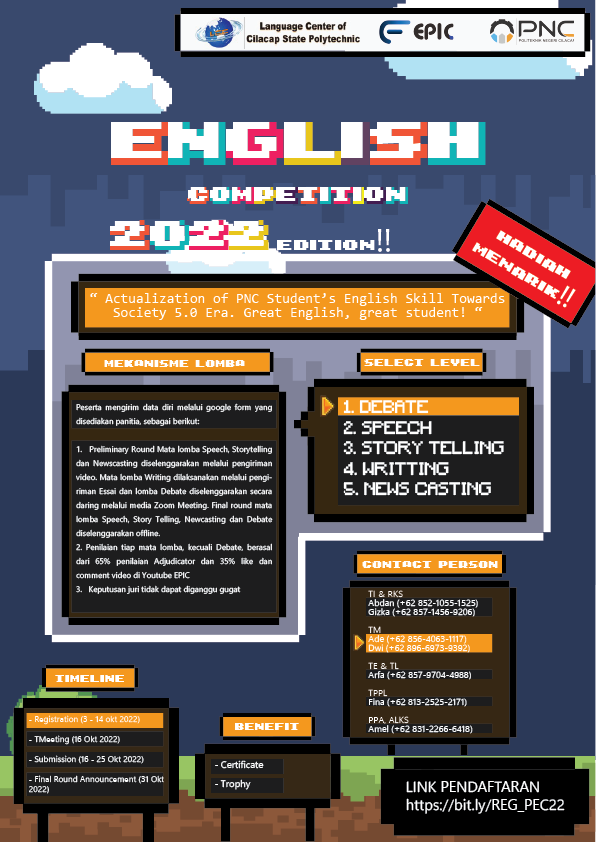 Language Center of
Cilacap State Polytechnic
EPIC
PNC
POLITEKNIK NEGERI CILACAP
ENGLISH
COMPETITION
2022 EDITION!!
HADIAH
MENARIK!!
“ Actualization of PNC Student's English Skill Towards
Society 5.0 Era. Great English, great student! “
MEKANISME LOMBA
Peserta mengirim data diri melalui google form yang
disediakan panitia, sebagai berikut:
1. Preliminary Round Mata lomba Speech, Storytelling
dan Newscasting diselenggarakan melalui pengiriman
video. Mata lomba Writing dilaksanakan melalui pengi-
riman Essai dan lomba Debate diselenggarakan secara
daring melalui media Zoom Meeting. Final round mata
lomba Speech, Story Telling, Newcasting dan Debate
diselenggarakan offline.
2. Penilaian tiap mata lomba, kecuali Debate, berasal
dari 65% penilaian Adjudicator dan 35% like dan
comment video di Youtube EPIC
3. Keputusan juri tidak dapat diganggu gugat
SELECT LEVEL
1. DEBATE
2. SPEECH
3. STORY TELLING
4. WRITTING
5. NEWS CASTING
CONTACT PERSON
TI & RKS
Abdan (+62 852-1055-1525)
Gizka (+62 857-1456-9206)
TM
Ade (+62 856-4063-1117)
Dwi (+62 896-6973-9392)
TE & TL
Arfa (+62 857-9704-4988)
TPPL
Fina (+62 813-2525-2171)
PPA. ALKS
Amel (+62 831-2266-6418)
TIMELINE
- Registration (3 - 14 okt 2022)
- TMeeting (16 Okt 2022)
- Submission (16 - 25 Okt 2022)
- Final Round Announcement (31 Okt
2022)
BENEFIT
- Certificate
- Trophy
LINK PENDAFTARAN
https://bit.ly/REG_PEC22